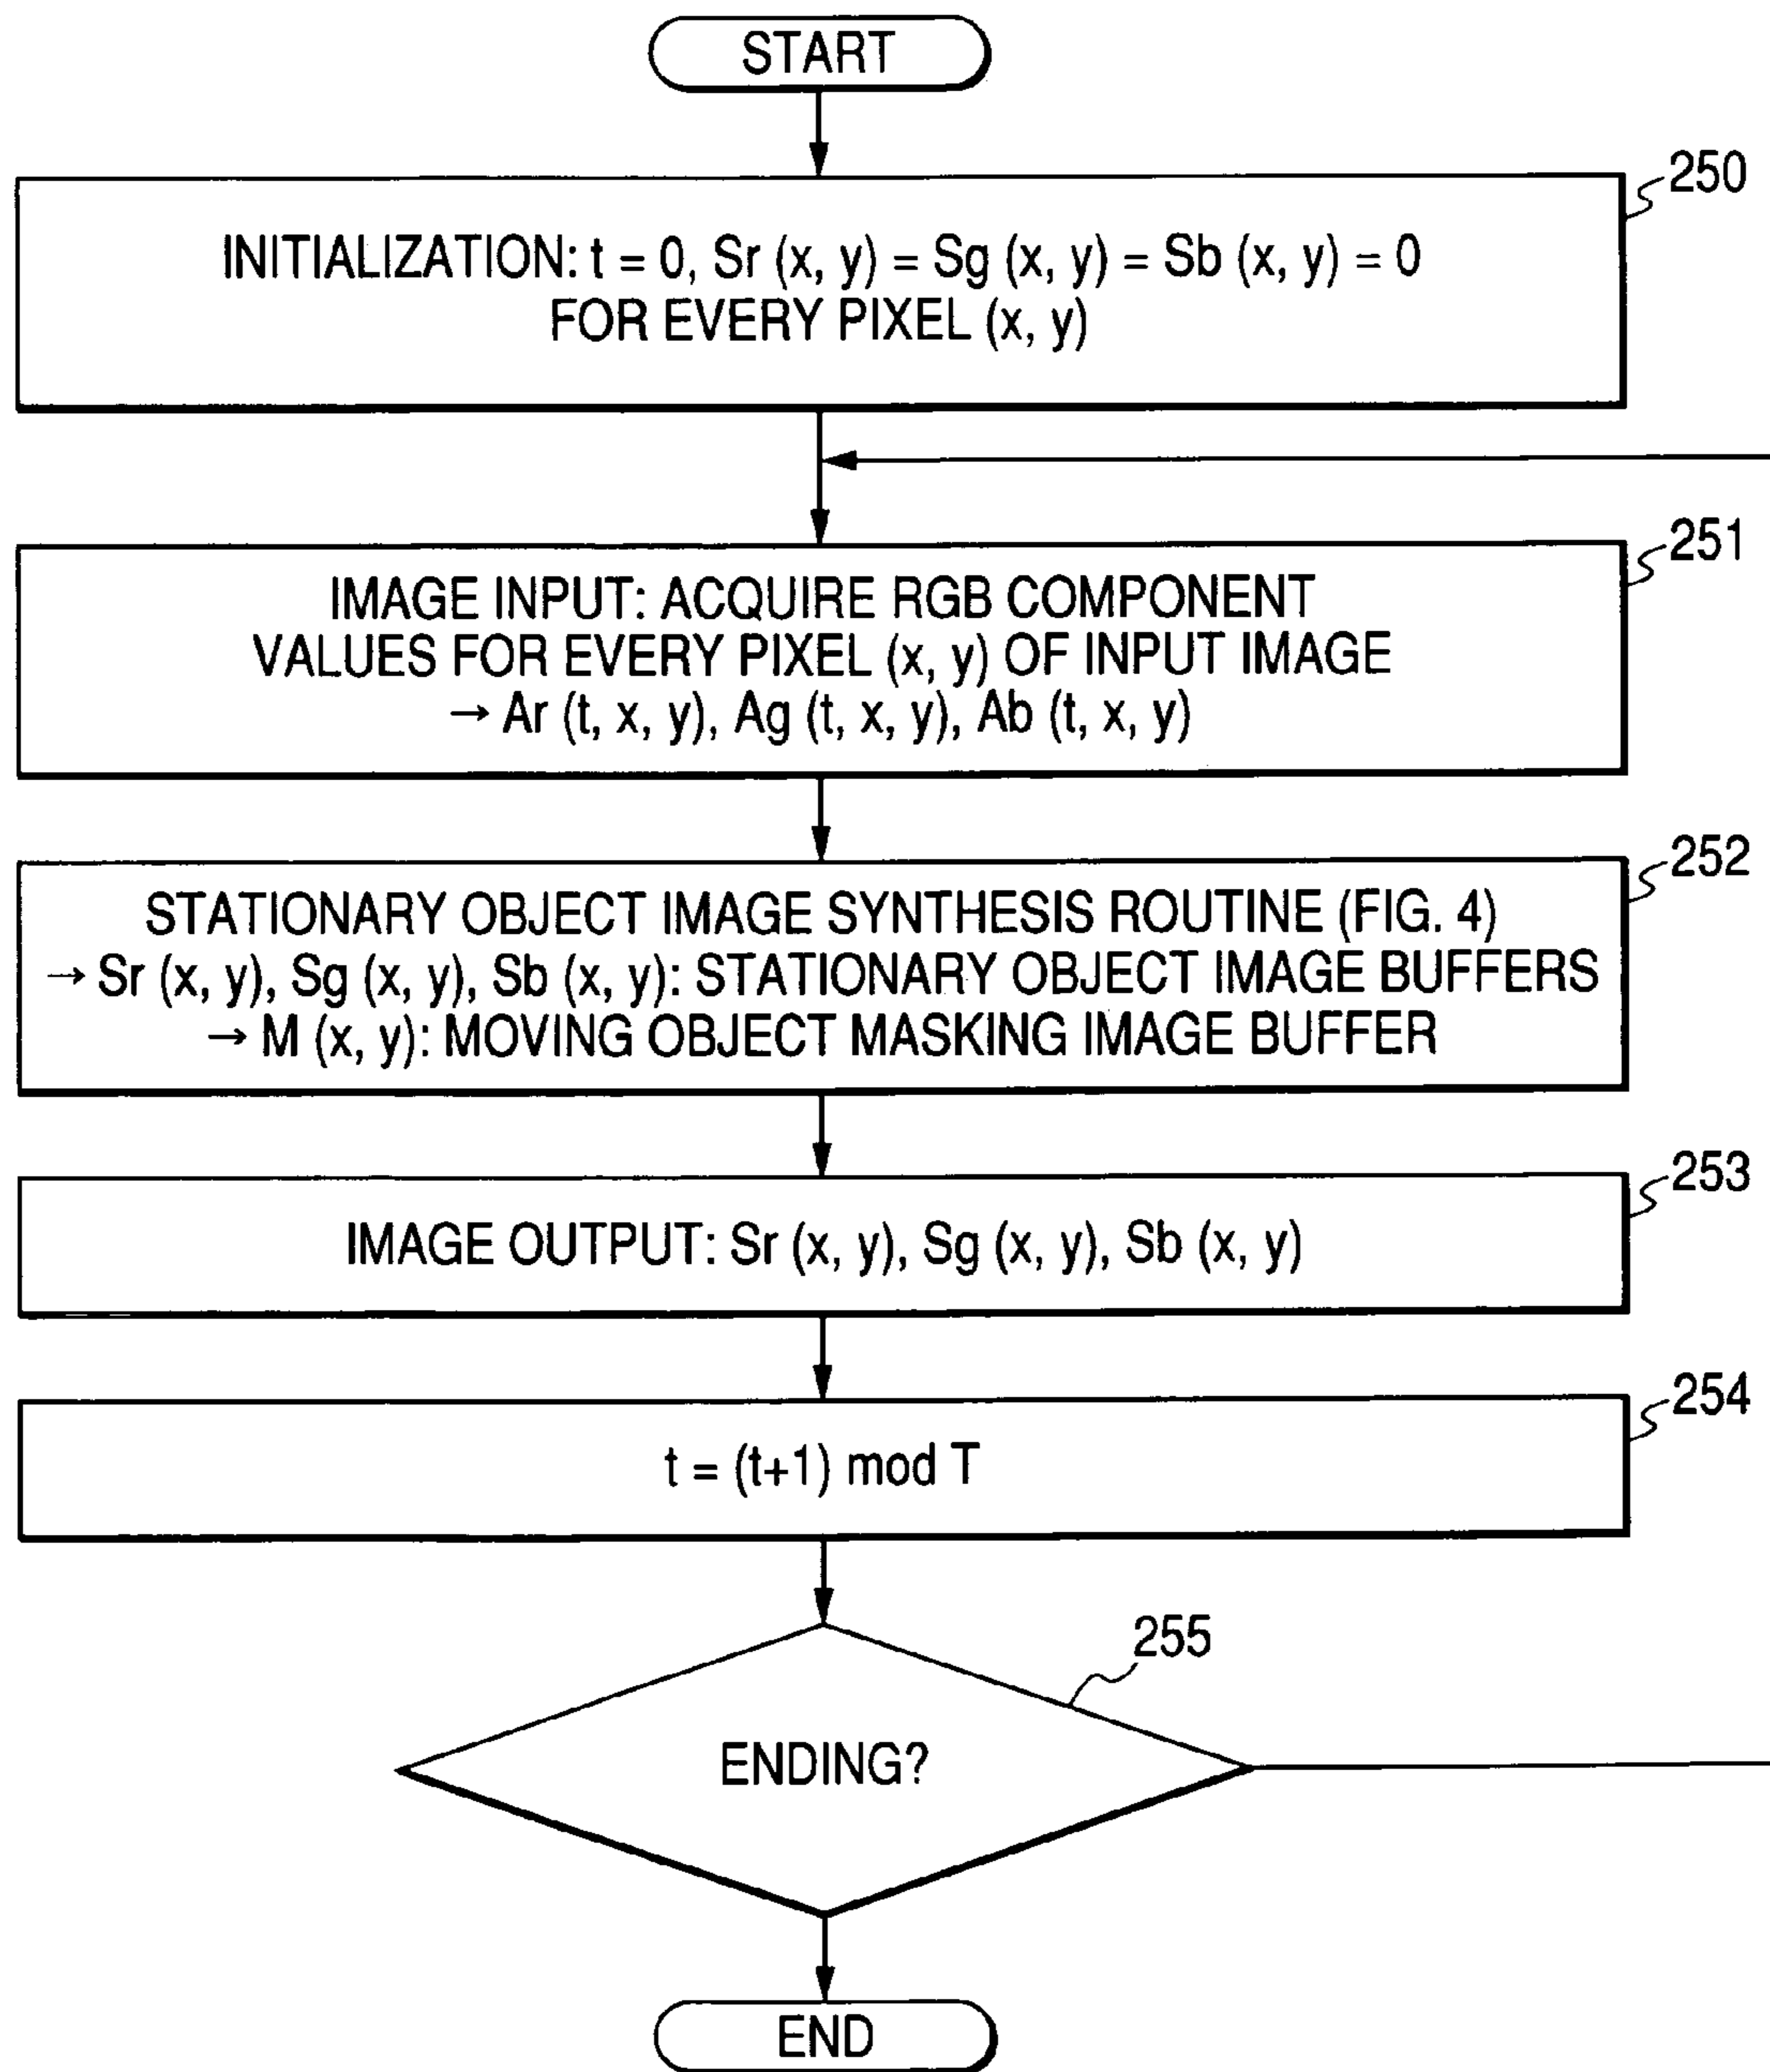 START
250
INITIALIZATION: t = 0, Sr (x, y) = Sg (x, y) = Sb (x, y) = 0
FOR EVERY PIXEL (x, y)
251
IMAGE INPUT: ACQUIRE RGB COMPONENT
VALUES FOR EVERY PIXEL (x, y) OF INPUT IMAGE
→ Ar (t, x, y), Ag (t, x, y), Ab (t, x, y)
252
STATIONARY OBJECT IMAGE SYNTHESIS ROUTINE (FIG. 4)
→ Sr (x, y), Sg (x, y), Sb (x, y): STATIONARY OBJECT IMAGE BUFFERS
→ M (x, y): MOVING OBJECT MASKING IMAGE BUFFER
253
IMAGE OUTPUT: Sr (x, y), Sg (x, y), Sb (x, y)
254
t = (t+1) mod T
255
ENDING?
END